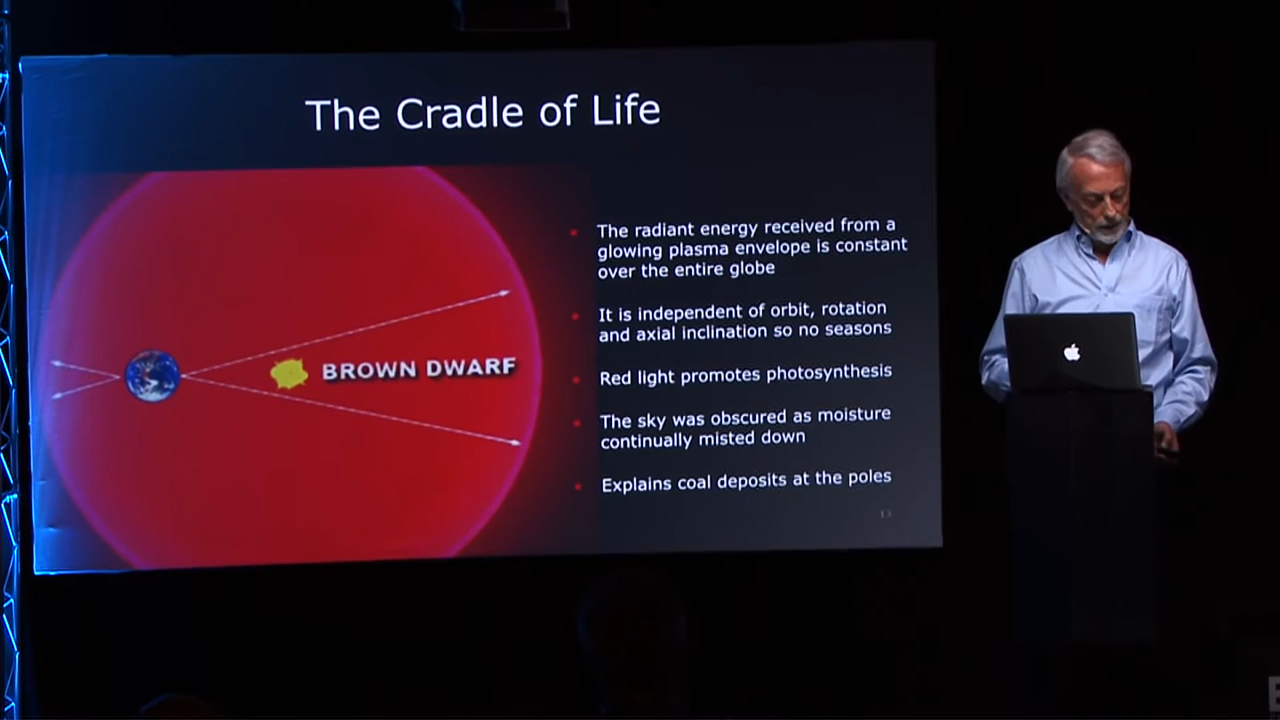 The Cradle of Life
The radiant energy received from a
glowing plasma envelope is constant
over the entire globe
It is independent of orbit, rotation
and axial inclination so no seasons
Red light promotes photosynthesis
The sky was obscured as moisture
continually misted down
Explains coal deposits at the poles
BROWN DWARF
13